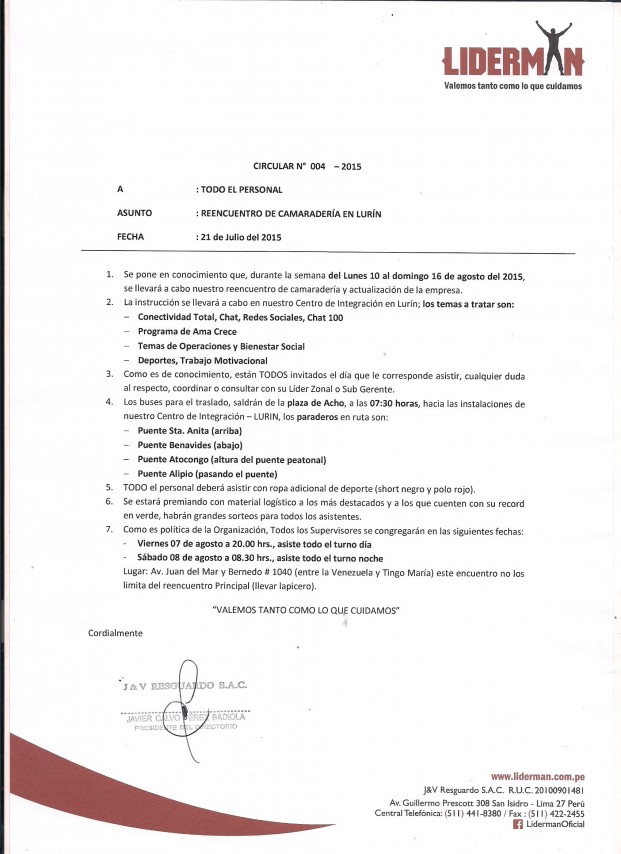 LIDERMAN
Valemos tanto como lo que cuidamos
CIRCULAR N° 004 – 2015
A : TODO EL PERSONAL
ASUNTO : REENCUENTRO DE CAMARADERÍA EN LURÍN
FECHA : 21 de Julio del 2015
1. Se pone en conocimiento que, durante la semana del Lunes 10 al domingo 16 de agosto del 2015,
se llevará a cabo nuestro reencuentro de camaradería y actualización de la empresa.
2. La instrucción se llevará a cabo en nuestro Centro de Integración en Lurín; los temas a tratar son:
– Conectividad Total, Chat, Redes Sociales, Chat 100
– Programa de Ama Crece
– Temas de Operaciones y Bienestar Social
– Deportes, Trabajo Motivacional
3. Como es de conocimiento, están TODOS invitados el día que le corresponde asistir, cualquier duda
al respecto, coordinar o consultar con su Líder Zonal o Sub Gerente.
4. Los buses para el traslado, saldrán de la plaza de Acho, a las 07:30 horas, hacia las instalaciones de
nuestro Centro de Integración – LURIN, los paraderos en ruta son:
– Puente Sta. Anita (arriba)
– Puente Benavides (abajo)
– Puente Atocongo (altura del puente peatonal)
– Puente Alipio (pasando el puente)
5. TODO el personal deberá asistir con ropa adicional de deporte (short negro y polo rojo).
6. Se estará premiando con material logístico a los más destacados y a los que cuenten con su record
en verde, habrán grandes sorteos para todos los asistentes.
7. Como es política de la Organización, Todos los Supervisores se congregarán en las siguientes fechas:
- Viernes 07 de agosto a 20.00 hrs., asiste todo el turno día
- Sábado 08 de agosto a 08.30 hrs., asiste todo el turno noche
Lugar: Av. Juan del Mar y Bernedo # 1040 (entre la Venezuela y Tingo María) este encuentro no los
limita del reencuentro Principal (llevar lapicero).
"VALEMOS TANTO COMO LO QUE CUIDAMOS"
Cordialmente
J & V RESGUARDO S.A.C.
JAVIER CALVO PEREZ BADIOLA
PRESIDENTE DEL DIRECTORIO
www.liderman.com.pe
J&V Resguardo S.A.C. R.U.C. 20100901481
Av. Guillermo Prescott 308 San Isidro - Lima 27 Perú
Central Telefónica: (511) 441-8380 / Fax : (511) 422-2455
LidermanOficial